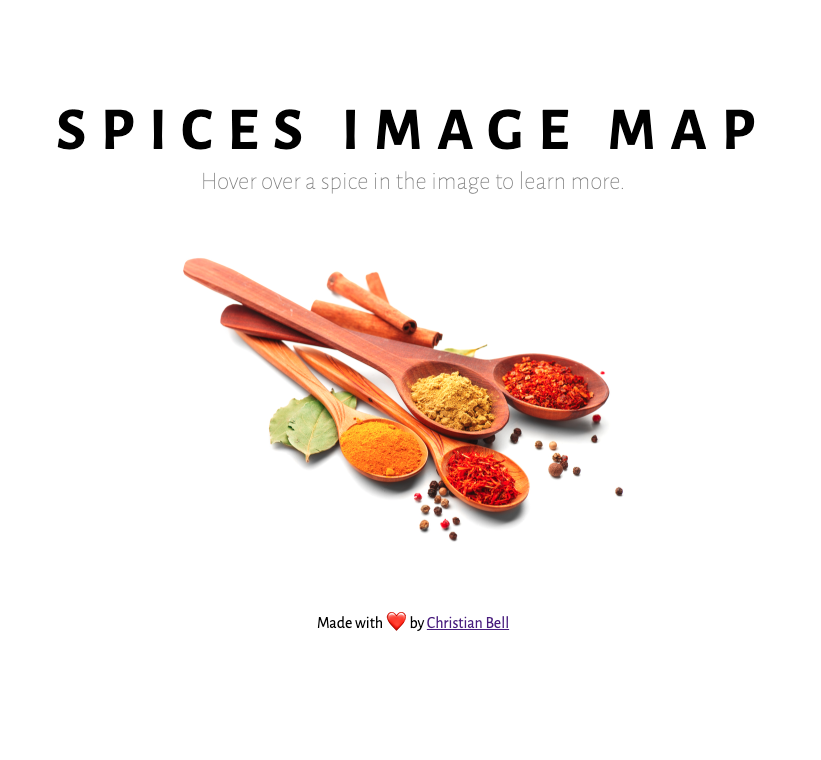 SPICES IMAGE MAP
Hover over a spice in the image to learn more.
Made with ❤️ by Christian Bell